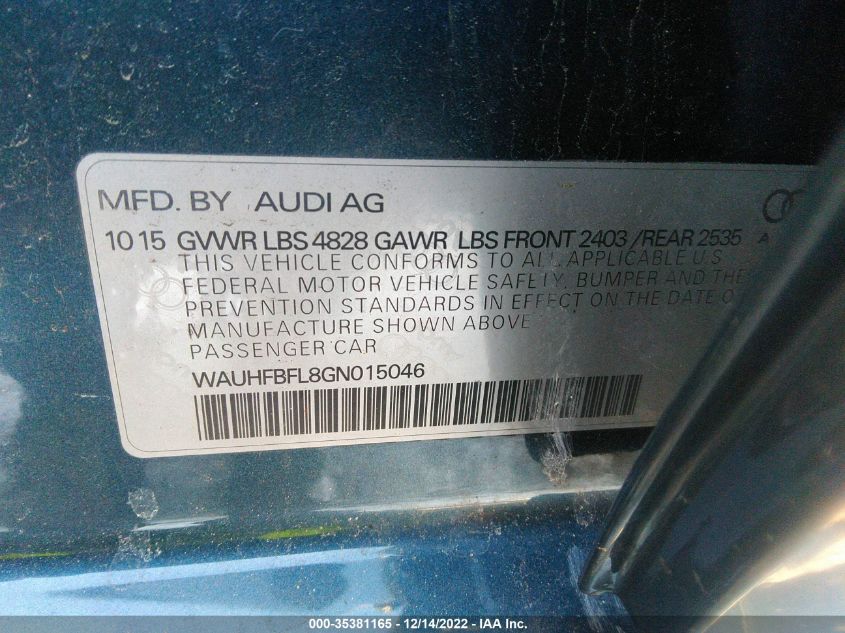 MFD. BY AUDI AG
10 15 GVWR LBS 4828 GAWR LBS FRONT 2403 /REAR 2535 A
THIS VEHICLE CONFORMS TO ALL APPLICABLE U.S
FEDERAL MOTOR VEHICLE SAFETY, BUMPER AND THE
PREVENTION STANDARDS IN EFFECT ON THE DATE
MANUFACTURE SHOWN ABOVE
PASSENGER CAR
WAUHFBFL8GN015046
000-35381165 - 12/14/2022 - IAA Inc.